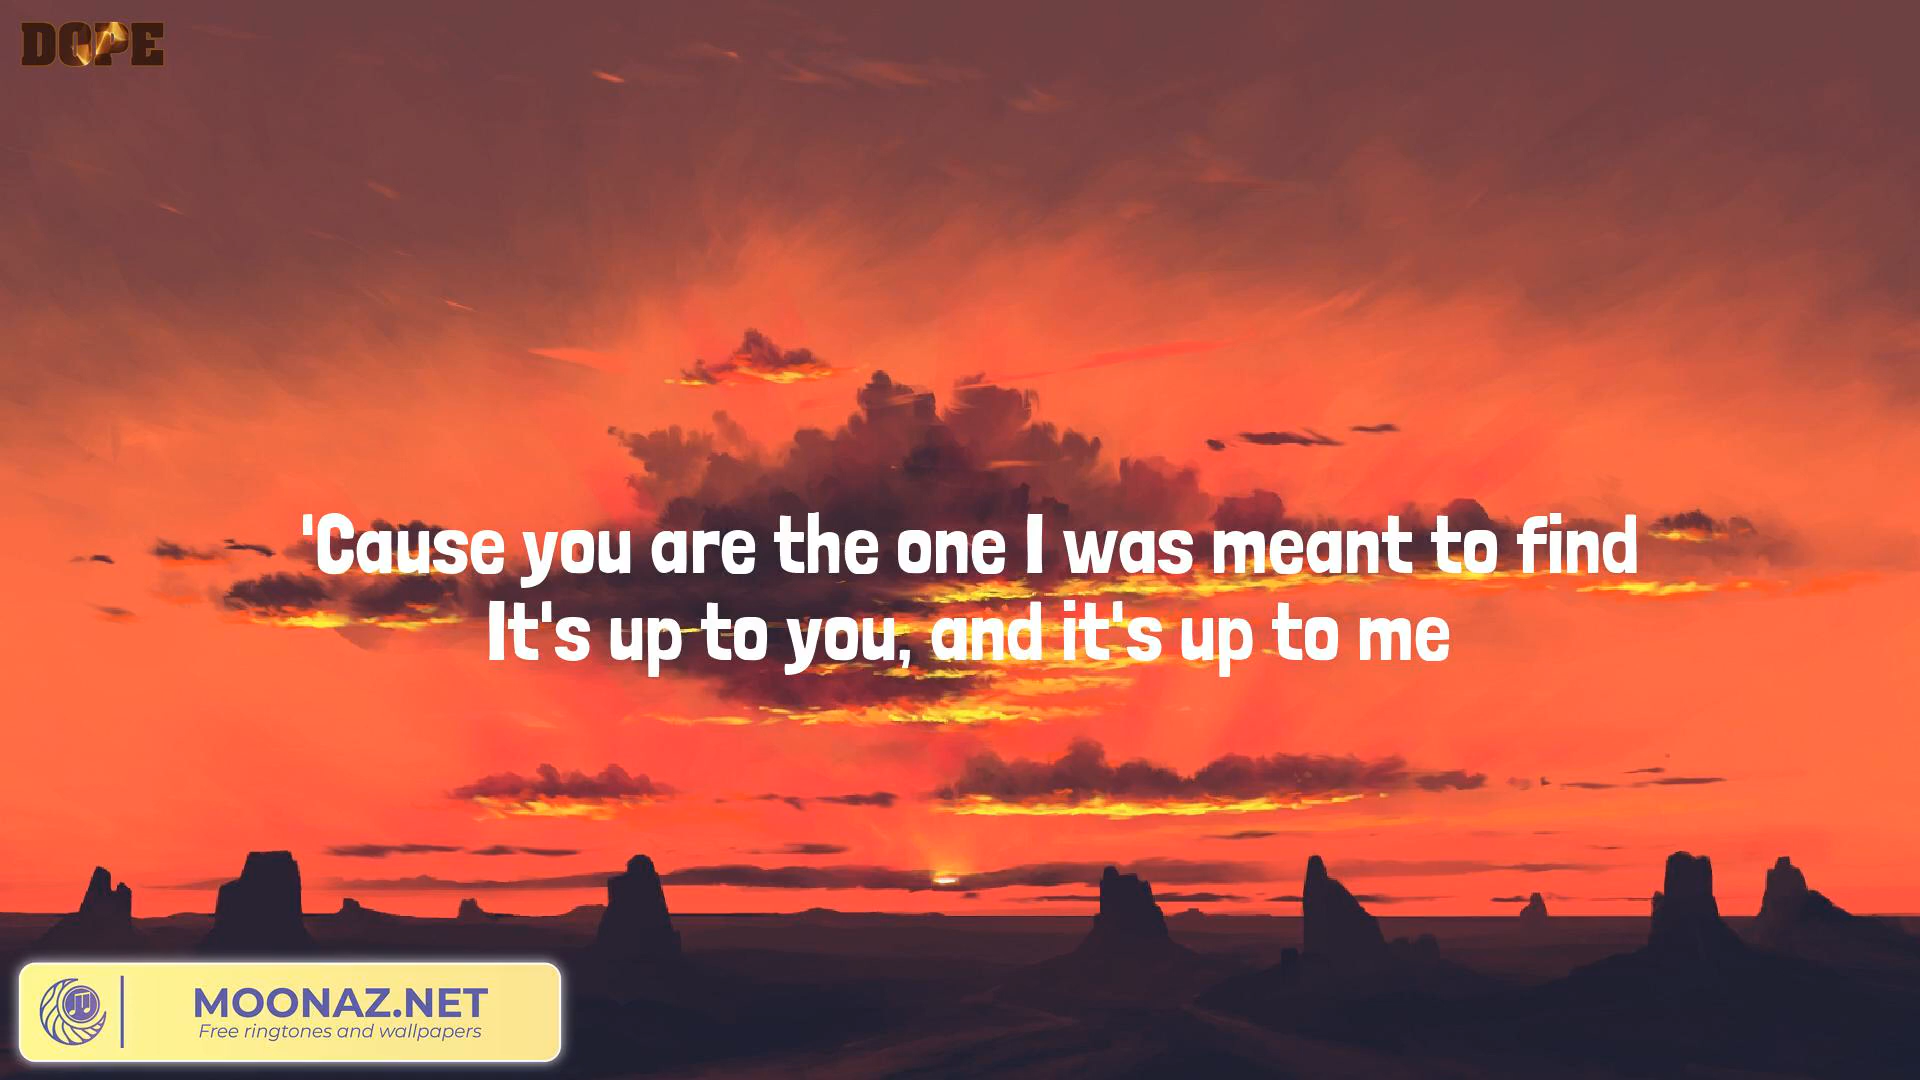 DOPE
'Cause you are the one I was meant to find
It's up to you, and it's up to me
MOONAZ.NET
Free ringtones and wallpapers